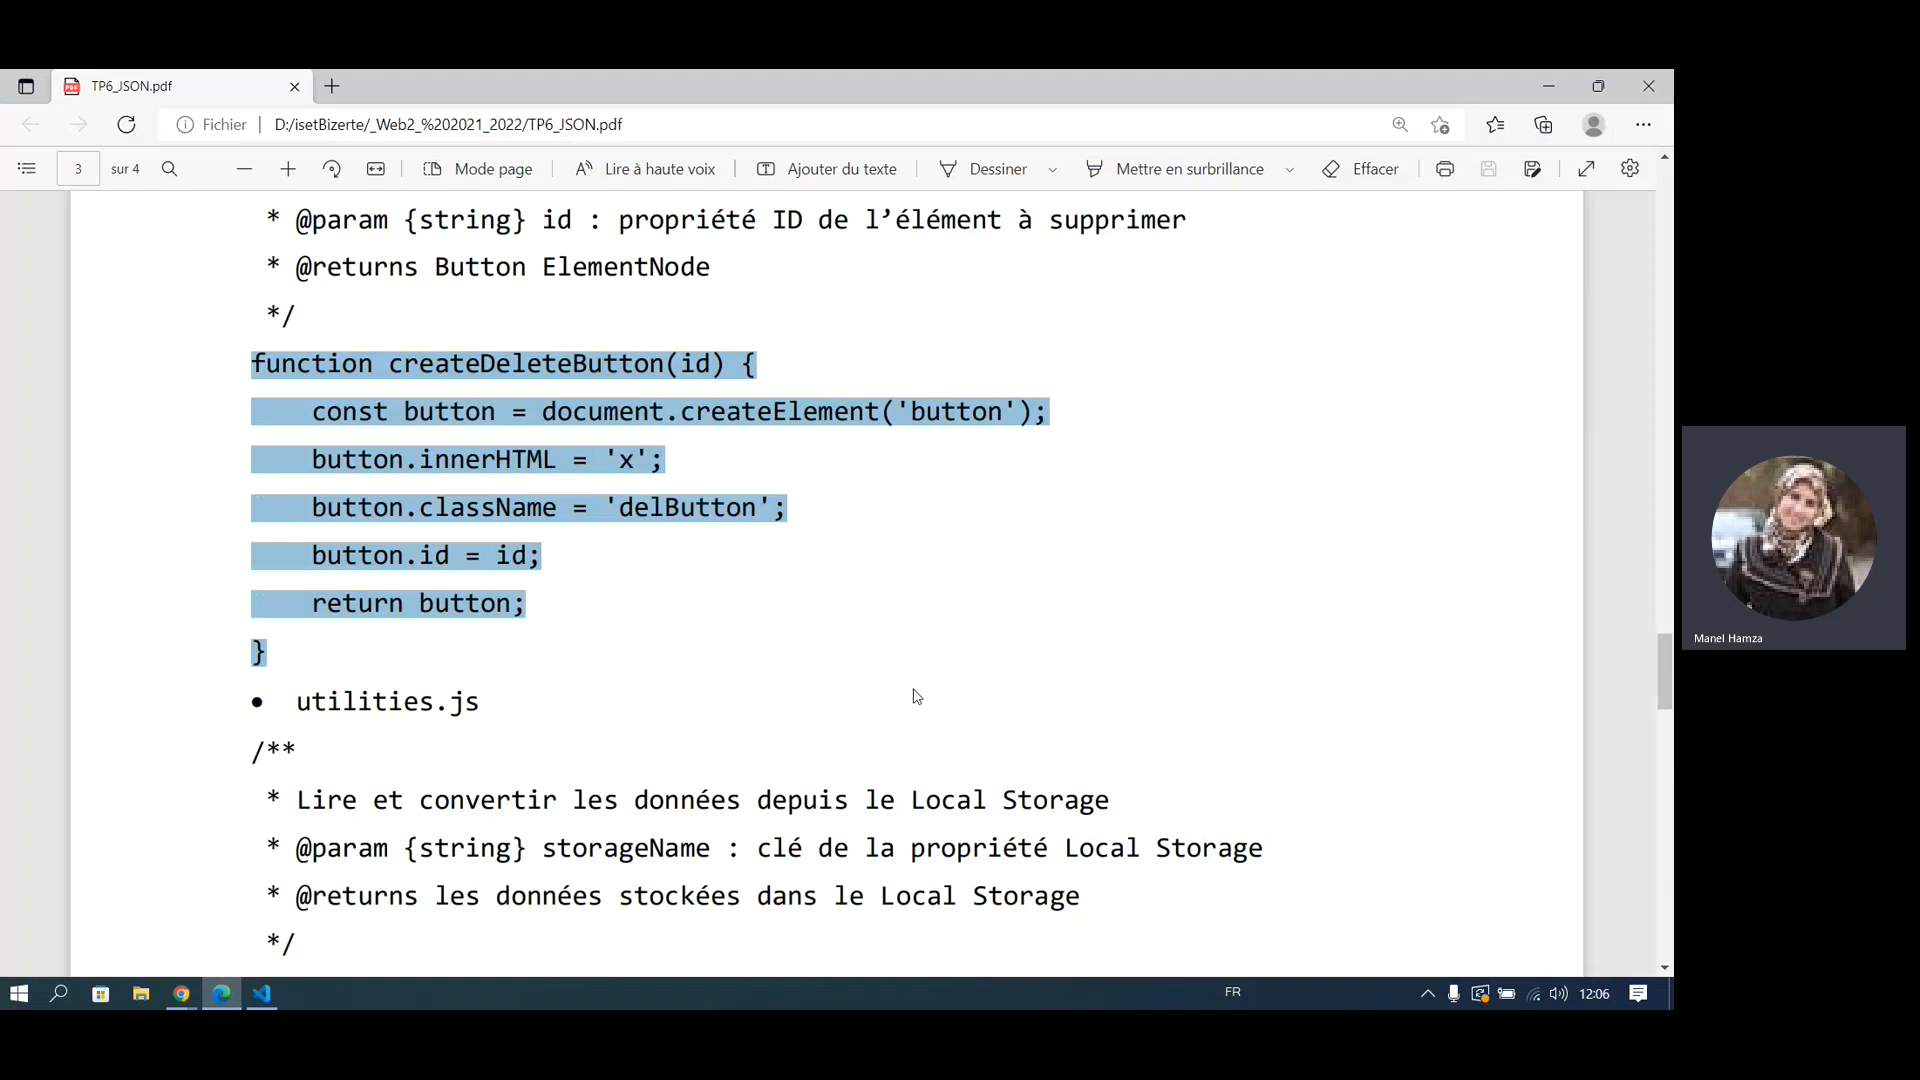 TP6_JSON.pdf
Fichier | D:/isetBizerte/_Web2_%202021_2022/TP6_JSON.pdf
3 sur 4 Mode page Lire à haute voix Ajouter du texte Dessiner Mettre en surbrillance Effacer
* @param {string} id : propriété ID de l’élément à supprimer
* @returns Button ElementNode
*/
function createDeleteButton(id) {
const button = document.createElement('button');
button.innerHTML = 'x';
button.className = 'delButton';
button.id = id;
return button;
}
• utilities.js
/**
* Lire et convertir les données depuis le Local Storage
* @param {string} storageName : clé de la propriété Local Storage
* @returns les données stockées dans le Local Storage
*/
Manel Hamza
FR 12:06